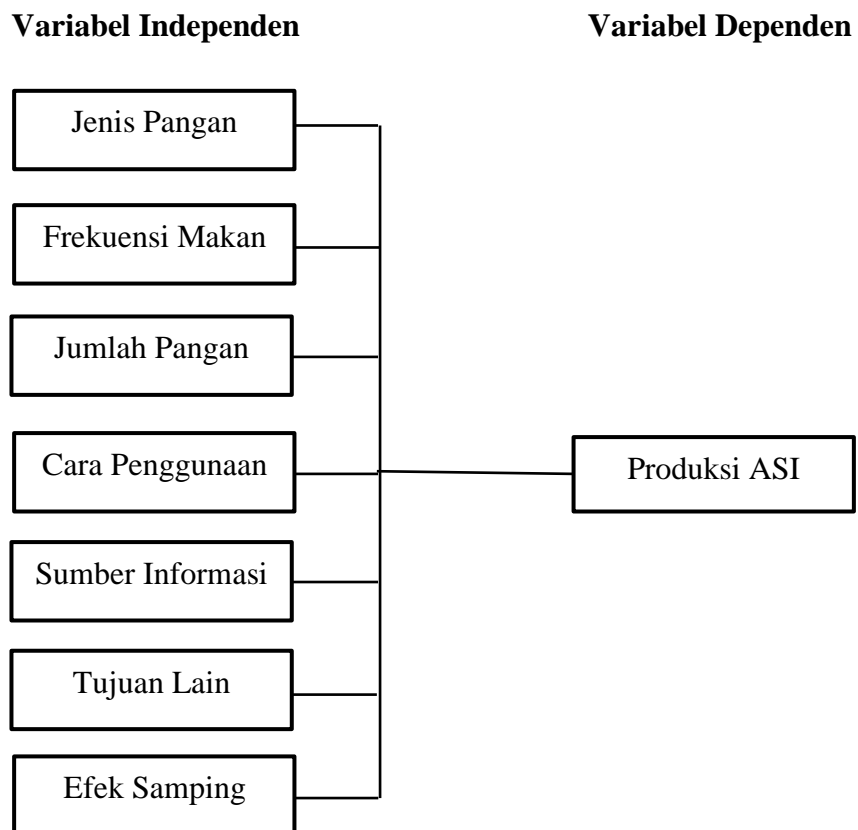 Variabel Independen
Variabel Dependen
Jenis Pangan
Frekuensi Makan
Jumlah Pangan
Cara Penggunaan
Produksi ASI
Sumber Informasi
Tujuan Lain
Efek Samping